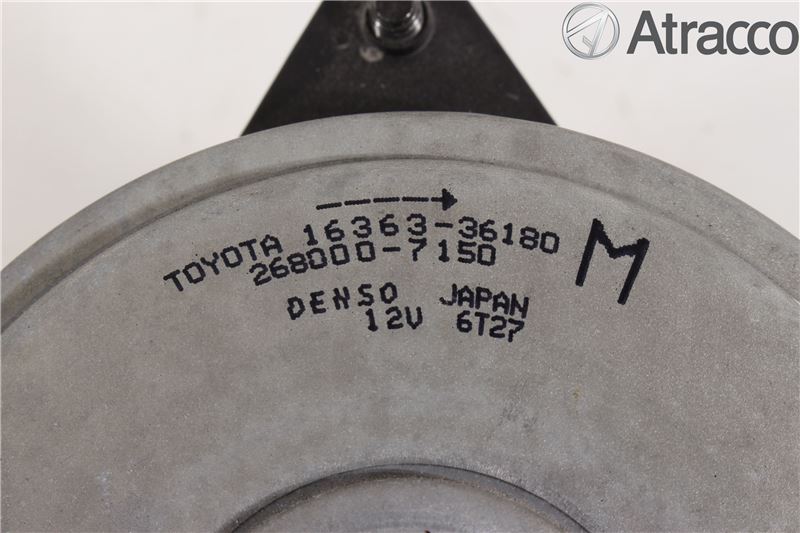 Atracco
TOYOTA 16363-36180
268000-7150
M
DENSO JAPAN
12V 6T27